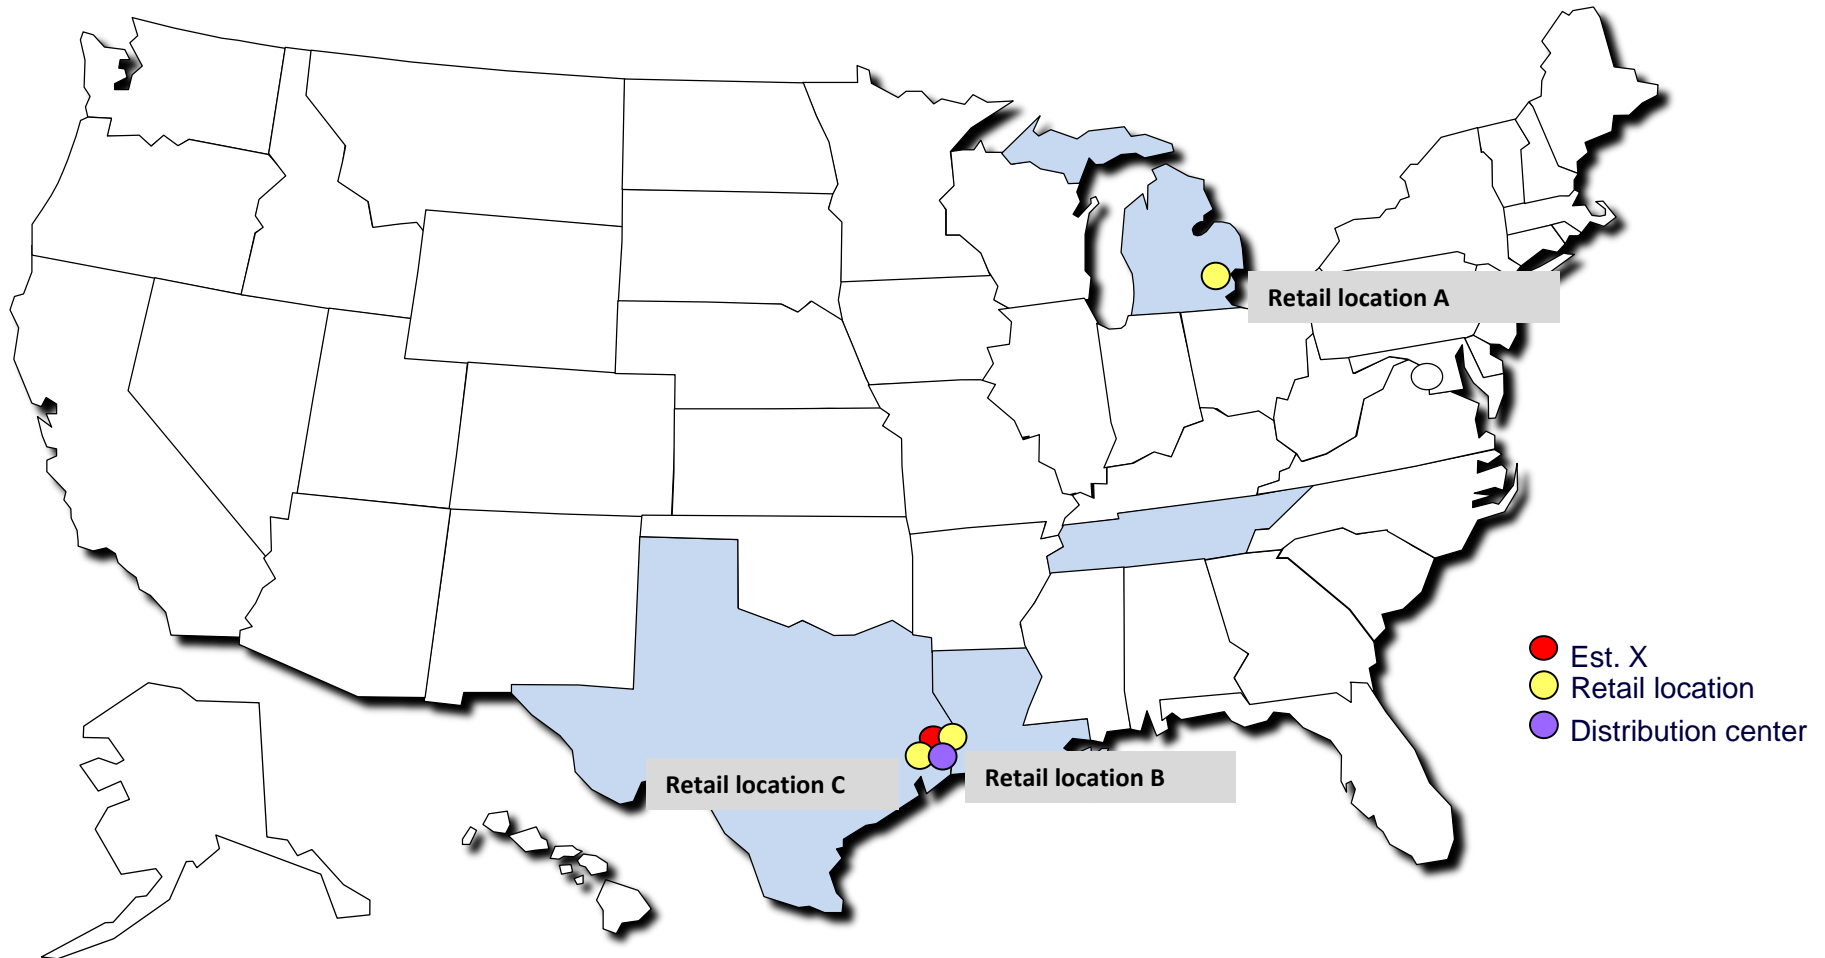 Retail location A
Est. X
Retail location
Distribution center
Retail location C
Retail location B